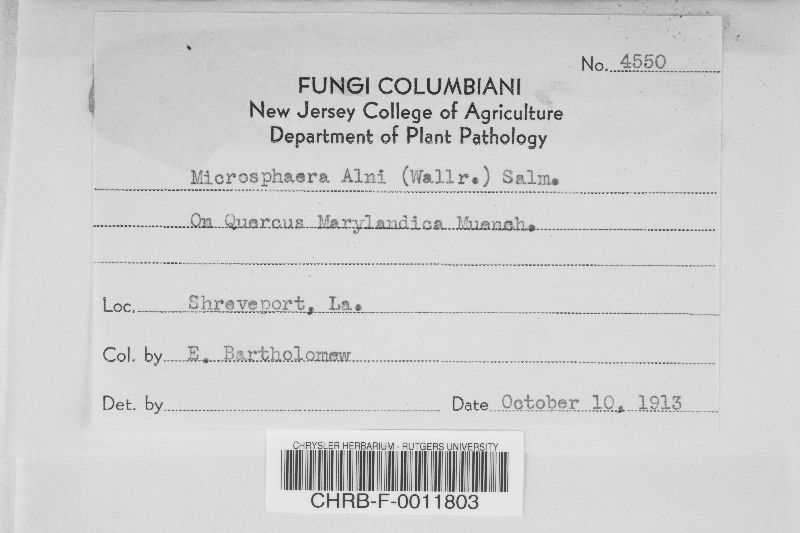 No. 4550
FUNGI COLUMBIANI
New Jersey College of Agriculture
Department of Plant Pathology
Microsphaera Alni (Wallr.) Salm.
On Quercus Marylandica Muench.
Loc. Shreveport, La.
Col. by E. Bartholomew
Det. by Date October 10, 1913
CHRYSLER HERBARIUM - RUTGERS UNIVERSITY
CHRB-F-0011803